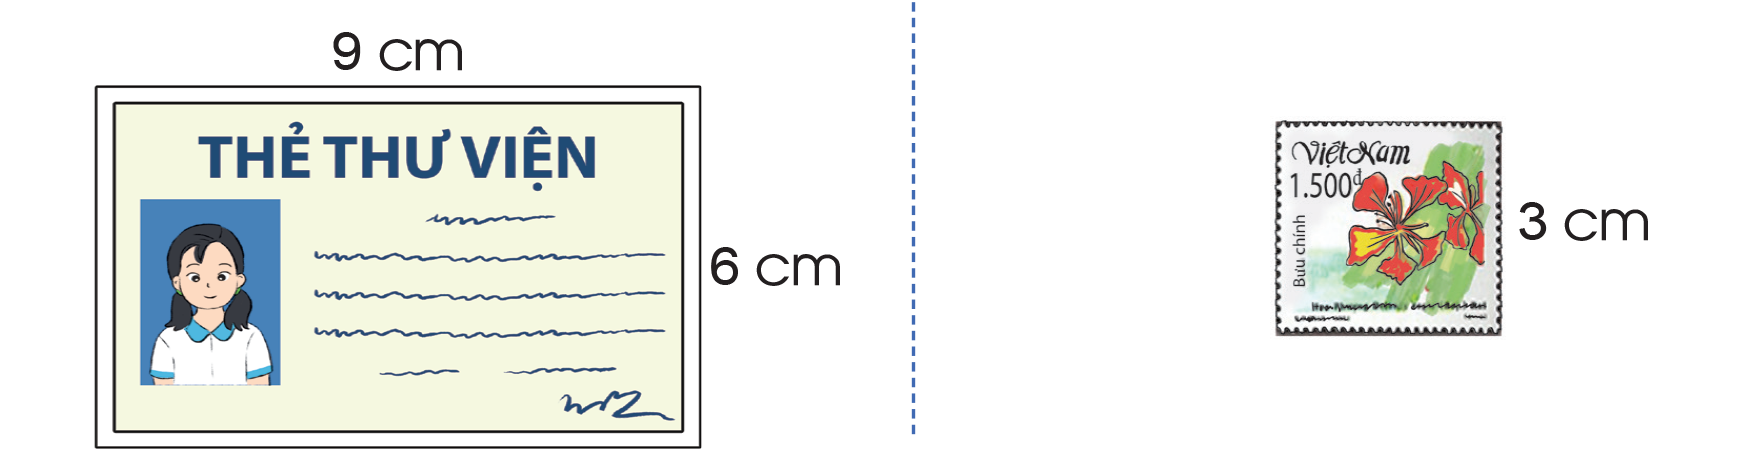 9 cm
THẺ THƯ VIỆN
6 cm
Việt Nam
1.500đ
Bưu chính
3 cm